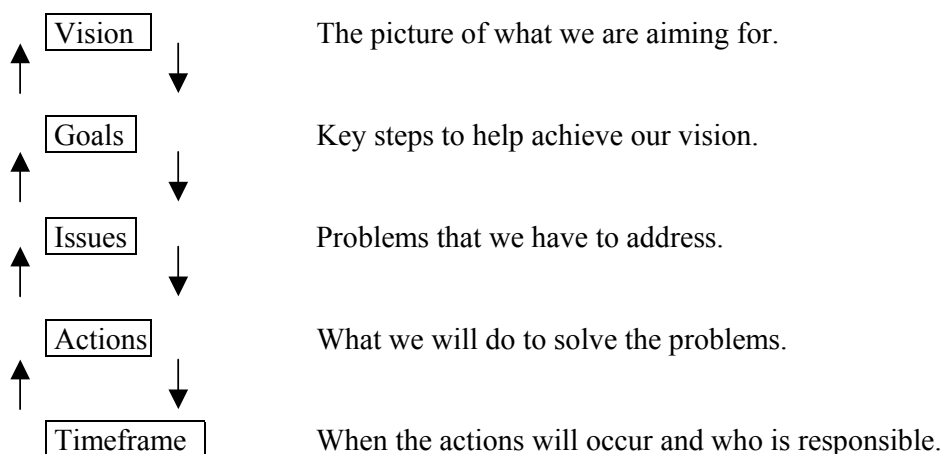 Vision The picture of what we are aiming for.
Goals Key steps to help achieve our vision.
Issues Problems that we have to address.
Actions What we will do to solve the problems.
Timeframe When the actions will occur and who is responsible.